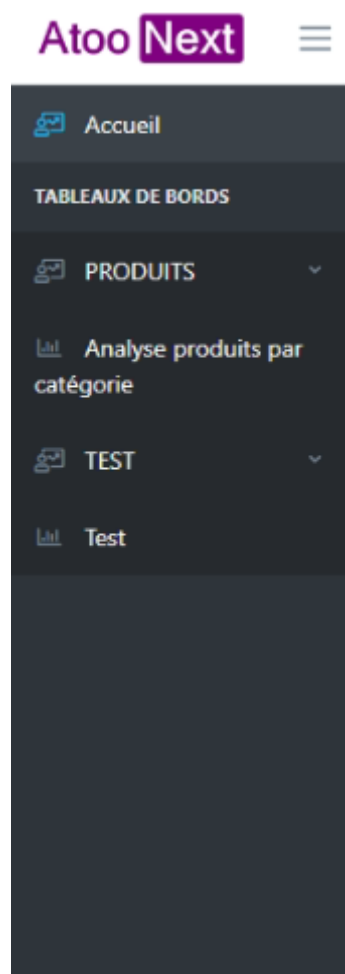 Atoo Next
Accueil
TABLEAUX DE BORDS
PRODUITS
Analyse produits par
catégorie
TEST
Test